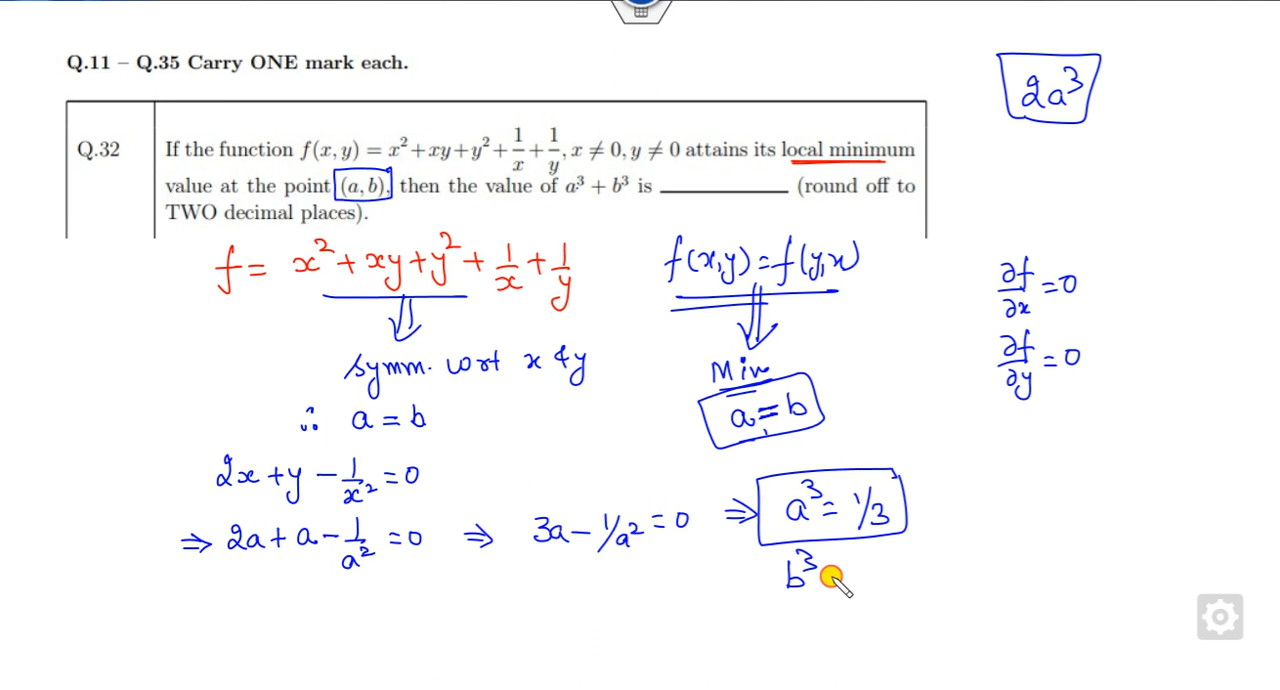 Q.11 – Q.35 Carry ONE mark each.
2a³
Q.32
If the function f(x, y) = x² + xy + y² + 1/x + 1/y, x ≠ 0, y ≠ 0 attains its local minimum
value at the point (a, b), then the value of a³ + b³ is __________ (round off to
TWO decimal places).
f = x² + xy + y² + 1/x + 1/y
f(x,y) = f(y,x)
∂f/∂x = 0
∂f/∂y = 0
symm. wrt x & y
Min
∴ a = b
a = b
2x + y – 1/x² = 0
⇒ 2a + a – 1/a² = 0 ⇒ 3a – 1/a² = 0 ⇒ a³ = 1/3
b³